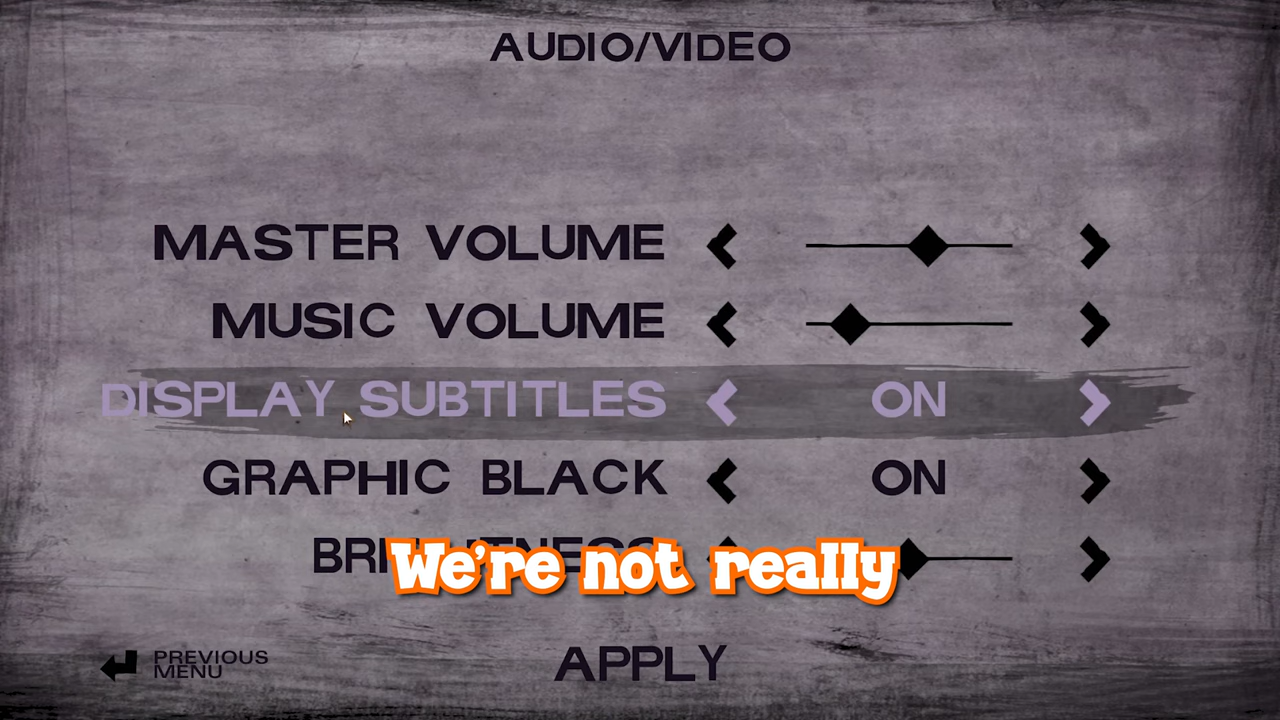 AUDIO/VIDEO
MASTER VOLUME
MUSIC VOLUME
DISPLAY SUBTITLES ON
GRAPHIC BLACK ON
We're not really
PREVIOUS
MENU
APPLY